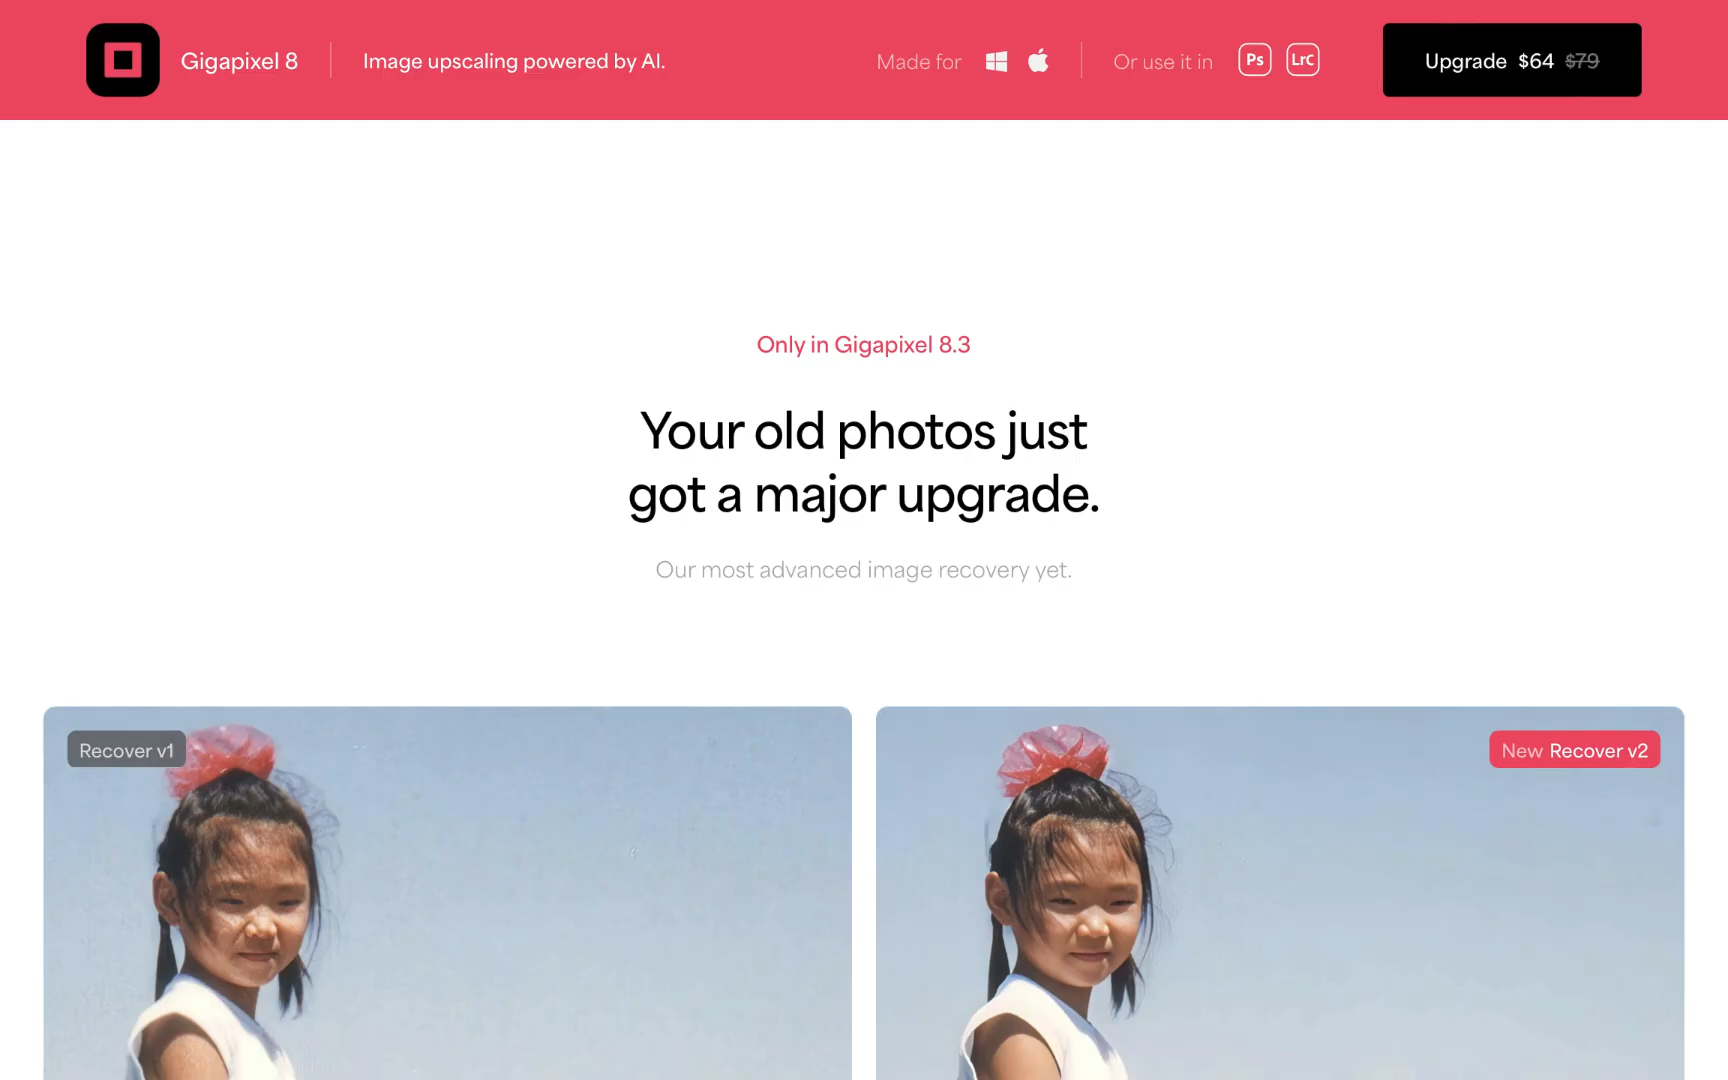 Gigapixel 8
Image upscaling powered by AI.
Made for
Or use it in
Ps
LrC
Upgrade $64 $79
Only in Gigapixel 8.3
Your old photos just
got a major upgrade.
Our most advanced image recovery yet.
Recover v1
New Recover v2